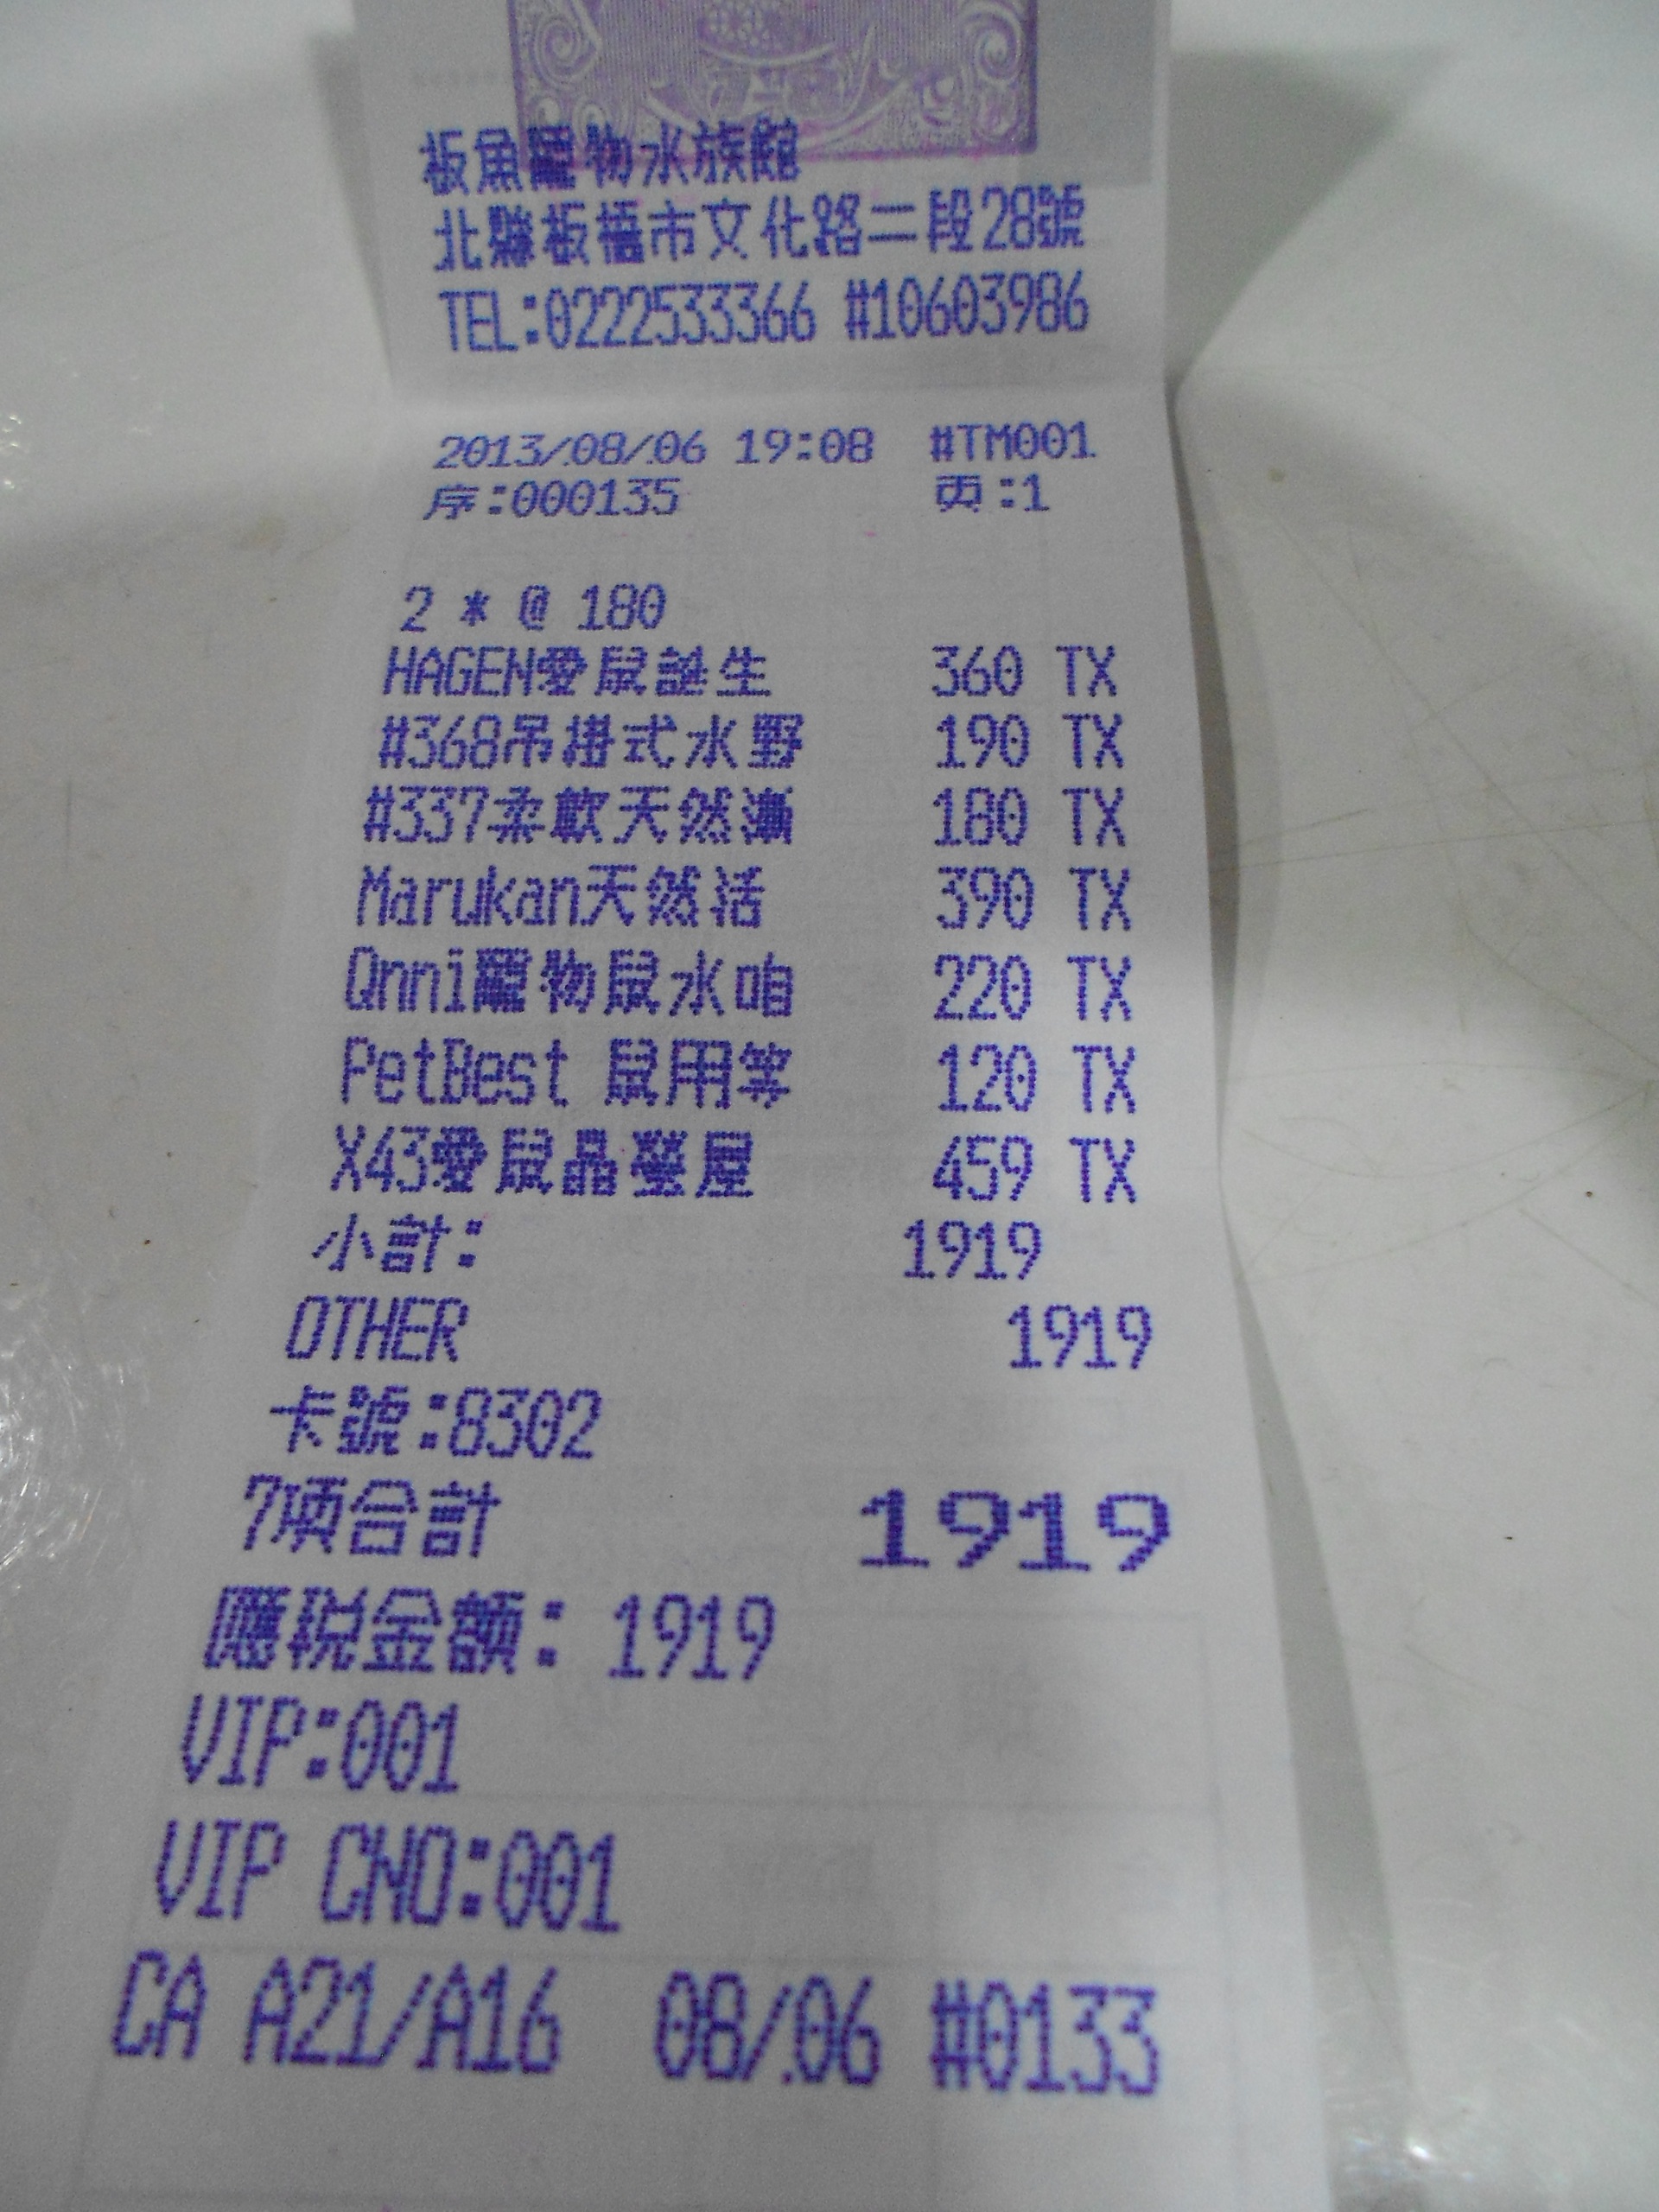 板魚寵物水族館
北縣板橋市文化路二段28號
TEL:0222533366 #10603986
2013/08/06 19:08 #TM001
序:000135 頁:1
2 * @ 180
HAGEN愛鼠誕生 360 TX
#368吊掛式水野 190 TX
#337柔軟天然 180 TX
Marukan天然活 390 TX
Qnni寵物鼠水咱 220 TX
PetBest 鼠用 120 TX
X43愛鼠晶瑩屋 459 TX
小計: 1919
OTHER 1919
卡號:8302
7項合計 1919
應稅金額: 1919
VIP:001
VIP CNO:001
CA A21/A16 08/06 #0133